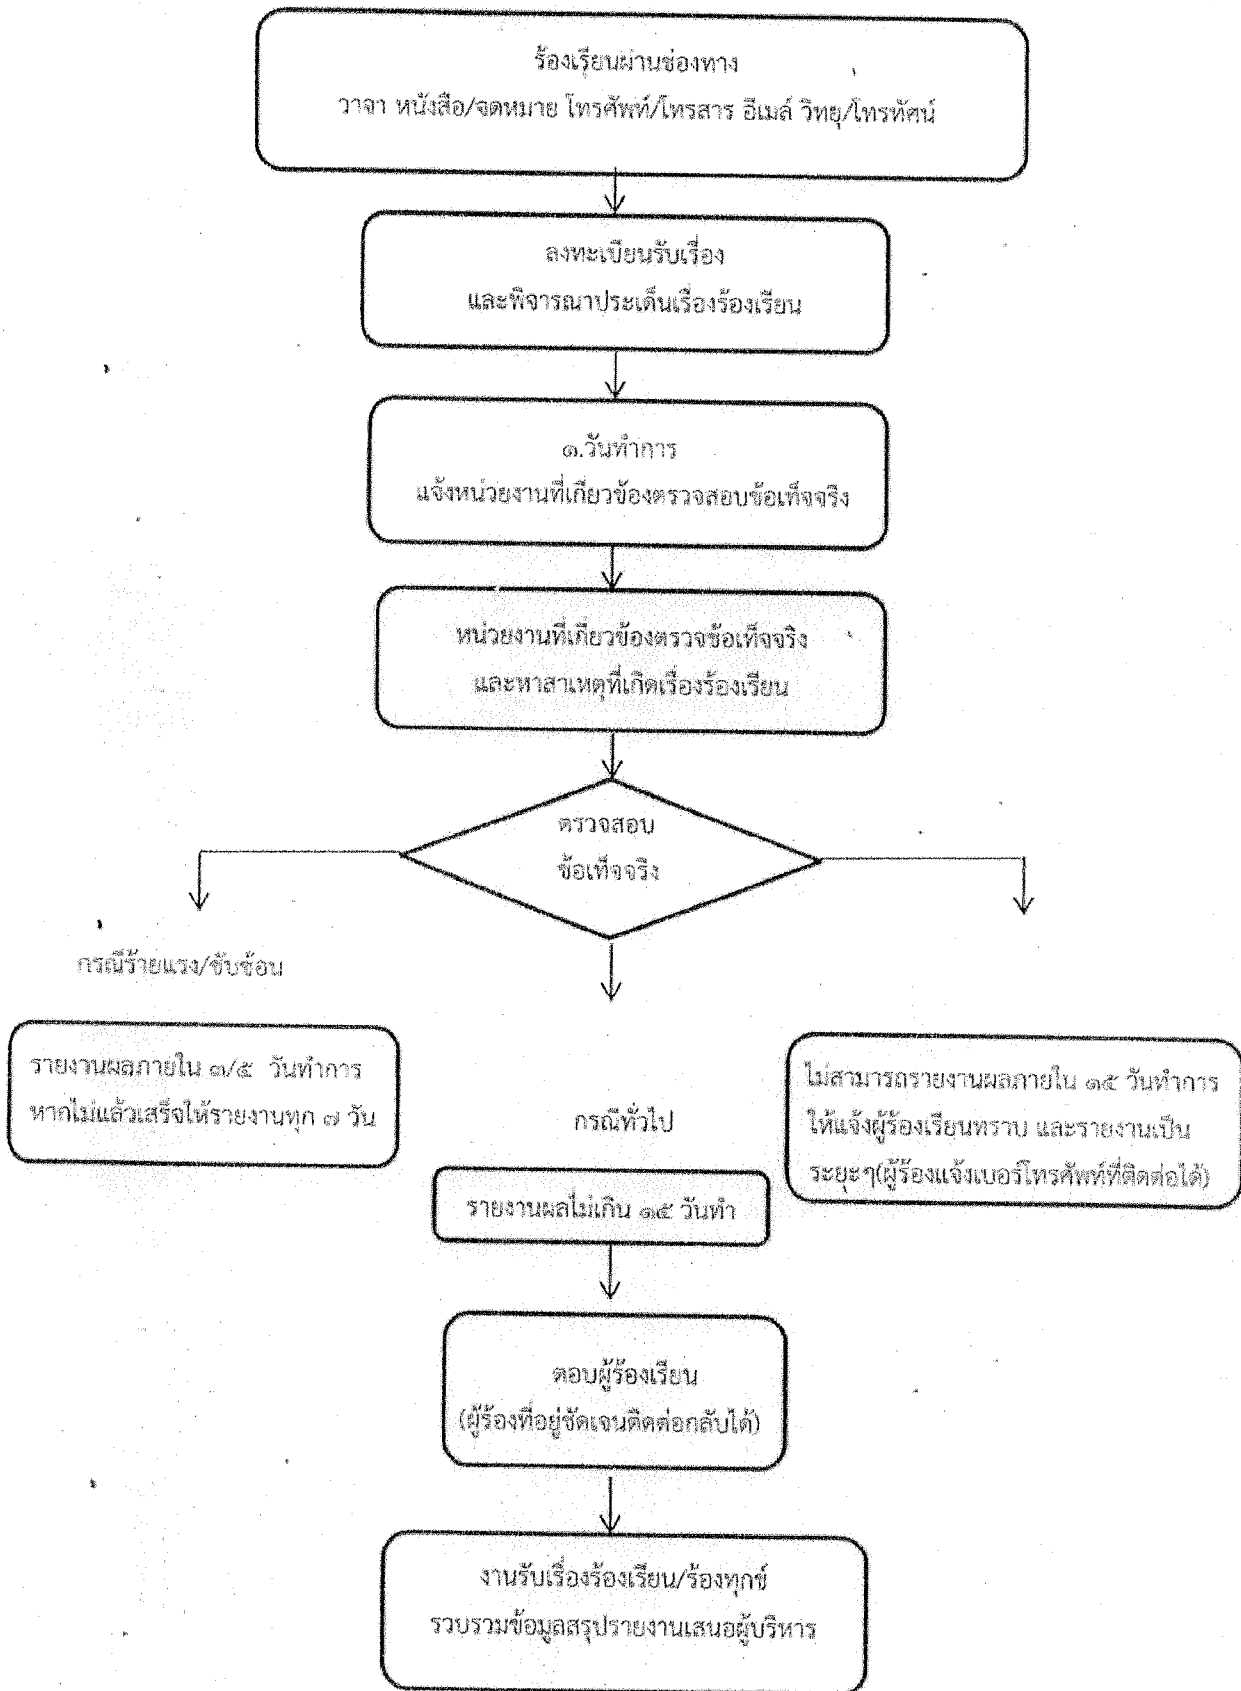 ร้องเรียนผ่านช่องทาง
วาจา หนังสือ/จดหมาย โทรศัพท์/โทรสาร อีเมล์ วิทยุ/โทรทัศน์
ลงทะเบียนรับเรื่อง
และพิจารณาประเด็นเรื่องร้องเรียน
๑.วันทำการ
แจ้งหน่วยงานที่เกี่ยวข้องตรวจสอบข้อเท็จจริง
หน่วยงานที่เกี่ยวข้องตรวจข้อเท็จจริง
และหาสาเหตุที่เกิดเรื่องร้องเรียน
ตรวจสอบ
ข้อเท็จจริง
กรณีร้ายแรง/ซับซ้อน
รายงานผลภายใน ๓/๕ วันทำการ
หากไม่แล้วเสร็จให้รายงานทุก ๗ วัน
กรณีทั่วไป
รายงานผลไม่เกิน ๑๕ วันทำ
ไม่สามารถรายงานผลภายใน ๑๕ วันทำการ
ให้แจ้งผู้ร้องเรียนทราบ และรายงานเป็น
ระยะๆ(ผู้ร้องแจ้งเบอร์โทรศัพท์ที่ติดต่อได้)
ตอบผู้ร้องเรียน
(ผู้ร้องที่อยู่ชัดเจนติดต่อกลับได้)
งานรับเรื่องร้องเรียน/ร้องทุกข์
รวบรวมข้อมูลสรุปรายงานเสนอผู้บริหาร